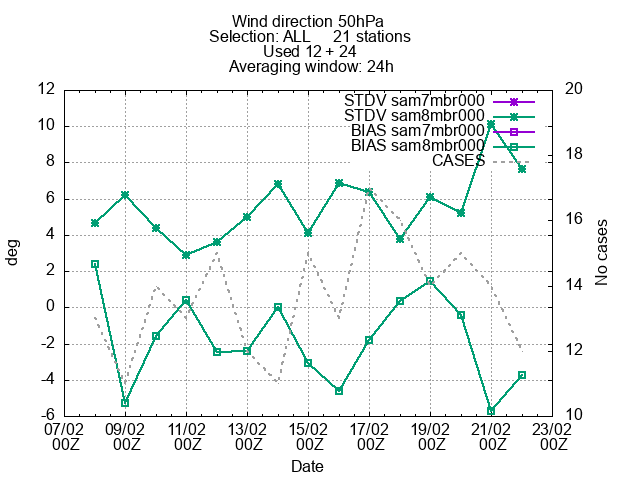 Wind direction 50hPa
Selection: ALL 21 stations
Used 12 + 24
Averaging window: 24h
STDV sam7mbr000
STDV sam8mbr000
BIAS sam7mbr000
BIAS sam8mbr000
CASES
deg
12
10
8
6
4
2
0
-2
-4
-6
No cases
20
18
16
14
12
10
07/02 09/02 11/02 13/02 15/02 17/02 19/02 21/02 23/02
00Z 00Z 00Z 00Z 00Z 00Z 00Z 00Z 00Z
Date